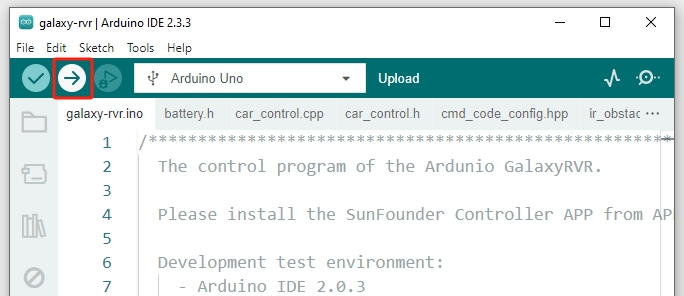 galaxy-rvr | Arduino IDE 2.3.3
File Edit Sketch Tools Help
Arduino Uno Upload
galaxy-rvr.ino battery.h car_control.cpp car_control.h cmd_code_config.hpp ir_obstac ...
1 /******************************************************
2 The control program of the Ardunio GalaxyRVR.
3
4 Please install the SunFounder Controller APP from AP
5
6 Development test environment:
7 - Arduino IDE 2.0.3